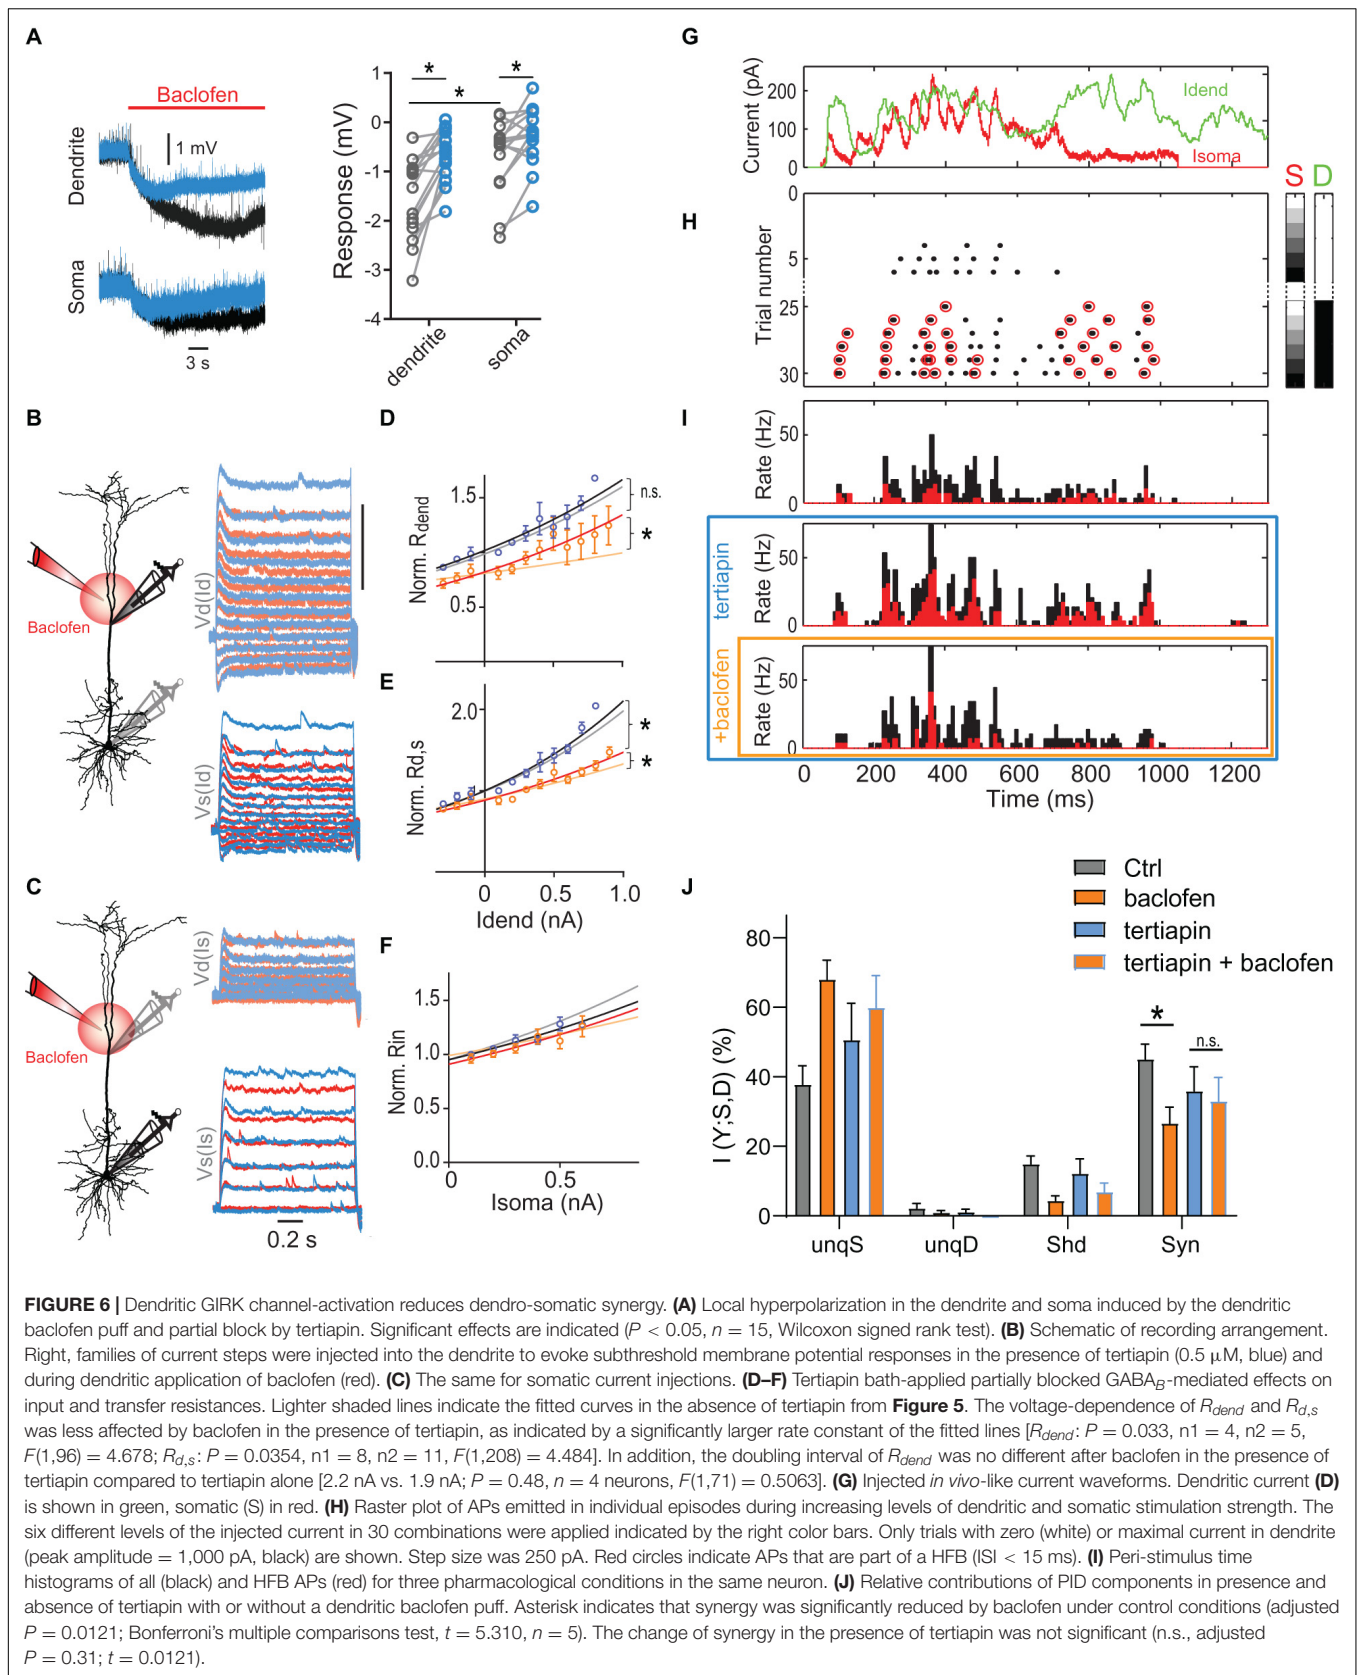 A
Baclofen
1 mV
Dendrite
Soma
3 s
Response (mV)
1
0
-1
-2
-3
-4
*
*
*
dendrite
soma
B
Baclofen
Vd(Id)
Vs(Id)
C
Baclofen
Vd(Is)
Vs(Is)
0.2 s
D
Norm. Rdend
1.5
0.5
n.s.
*
E
Norm. Rd,s
2.0
*
*
0
0.5
1.0
Idend (nA)
F
Norm. Rin
1.5
1.0
0.5
0.0
0
0.5
Isoma (nA)
G
Current (pA)
200
100
0
Idend
Isoma
S D
H
Trial number
0
5
25
30
I
Rate (Hz)
50
0
tertiapin
Rate (Hz)
50
0
+baclofen
Rate (Hz)
50
0
0 200 400 600 800 1000 1200
Time (ms)
J
Ctrl
baclofen
tertiapin
tertiapin + baclofen
I (Y;S,D) (%)
80
60
40
20
0
*
n.s.
unqS unqD Shd Syn
FIGURE 6 | Dendritic GIRK channel-activation reduces dendro-somatic synergy. (A) Local hyperpolarization in the dendrite and soma induced by the dendritic
baclofen puff and partial block by tertiapin. Significant effects are indicated (P < 0.05, n = 15, Wilcoxon signed rank test). (B) Schematic of recording arrangement.
Right, families of current steps were injected into the dendrite to evoke subthreshold membrane potential responses in the presence of tertiapin (0.5 μM, blue) and
during dendritic application of baclofen (red). (C) The same for somatic current injections. (D–F) Tertiapin bath-applied partially blocked GABAB-mediated effects on
input and transfer resistances. Lighter shaded lines indicate the fitted curves in the absence of tertiapin from Figure 5. The voltage-dependence of Rdend and Rd,s
was less affected by baclofen in the presence of tertiapin, as indicated by a significantly larger rate constant of the fitted lines [Rdend: P = 0.033, n1 = 4, n2 = 5,
F(1,96) = 4.678; Rd,s: P = 0.0354, n1 = 8, n2 = 11, F(1,208) = 4.484]. In addition, the doubling interval of Rdend was no different after baclofen in the presence of
tertiapin compared to tertiapin alone [2.2 nA vs. 1.9 nA; P = 0.48, n = 4 neurons, F(1,71) = 0.5063]. (G) Injected in vivo-like current waveforms. Dendritic current (D)
is shown in green, somatic (S) in red. (H) Raster plot of APs emitted in individual episodes during increasing levels of dendritic and somatic stimulation strength. The
six different levels of the injected current in 30 combinations were applied indicated by the right color bars. Only trials with zero (white) or maximal current in dendrite
(peak amplitude = 1,000 pA, black) are shown. Step size was 250 pA. Red circles indicate APs that are part of a HFB (ISI < 15 ms). (I) Peri-stimulus time
histograms of all (black) and HFB APs (red) for three pharmacological conditions in the same neuron. (J) Relative contributions of PID components in presence and
absence of tertiapin with or without a dendritic baclofen puff. Asterisk indicates that synergy was significantly reduced by baclofen under control conditions (adjusted
P = 0.0121; Bonferroni's multiple comparisons test, t = 5.310, n = 5). The change of synergy in the presence of tertiapin was not significant (n.s., adjusted
P = 0.31; t = 0.0121).